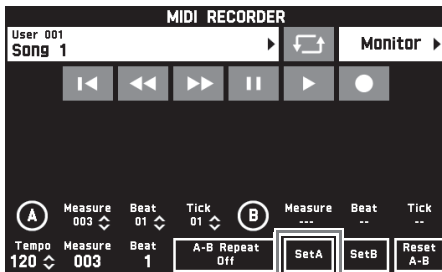 MIDI RECORDER
User 001
Song 1
Monitor
A
Measure Beat Tick
003 01 01
B
Measure Beat Tick
--- -- --
Tempo Measure Beat
120 003 1
A-B Repeat
Off
SetA
SetB
Reset
A-B